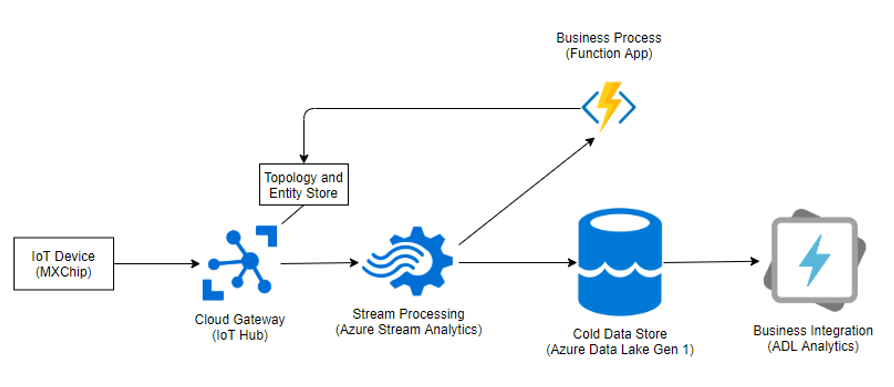 Business Process
(Function App)
Topology and
Entity Store
IoT Device
(MXChip)
Cloud Gateway
(IoT Hub)
Stream Processing
(Azure Stream Analytics)
Cold Data Store
(Azure Data Lake Gen 1)
Business Integration
(ADL Analytics)